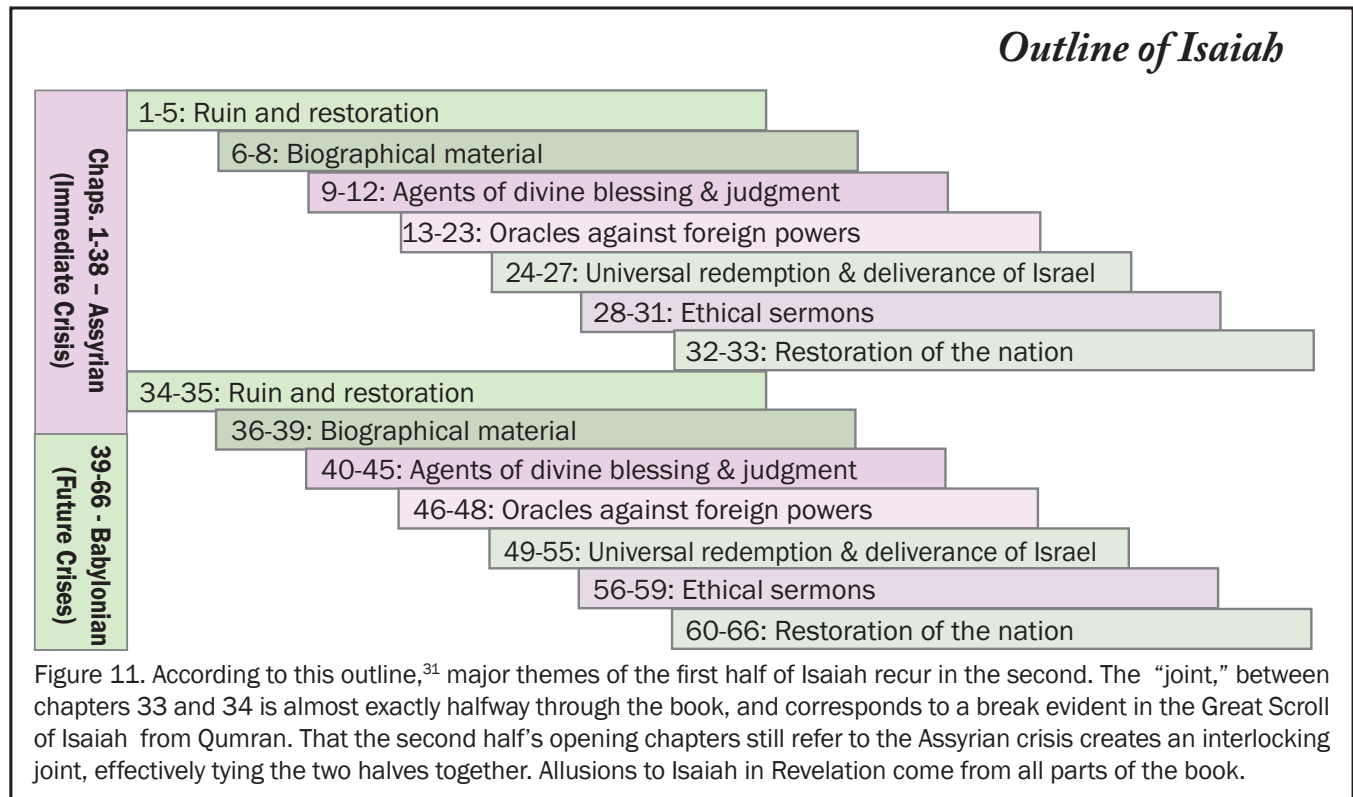 Outline of Isaiah
Chaps. 1-38 – Assyrian
(Immediate Crisis)
1-5: Ruin and restoration
6-8: Biographical material
9-12: Agents of divine blessing & judgment
13-23: Oracles against foreign powers
24-27: Universal redemption & deliverance of Israel
28-31: Ethical sermons
32-33: Restoration of the nation
39-66 - Babylonian
(Future Crises)
34-35: Ruin and restoration
36-39: Biographical material
40-45: Agents of divine blessing & judgment
46-48: Oracles against foreign powers
49-55: Universal redemption & deliverance of Israel
56-59: Ethical sermons
60-66: Restoration of the nation
Figure 11. According to this outline,³¹ major themes of the first half of Isaiah recur in the second. The “joint,” between
chapters 33 and 34 is almost exactly halfway through the book, and corresponds to a break evident in the Great Scroll
of Isaiah from Qumran. That the second half’s opening chapters still refer to the Assyrian crisis creates an interlocking
joint, effectively tying the two halves together. Allusions to Isaiah in Revelation come from all parts of the book.